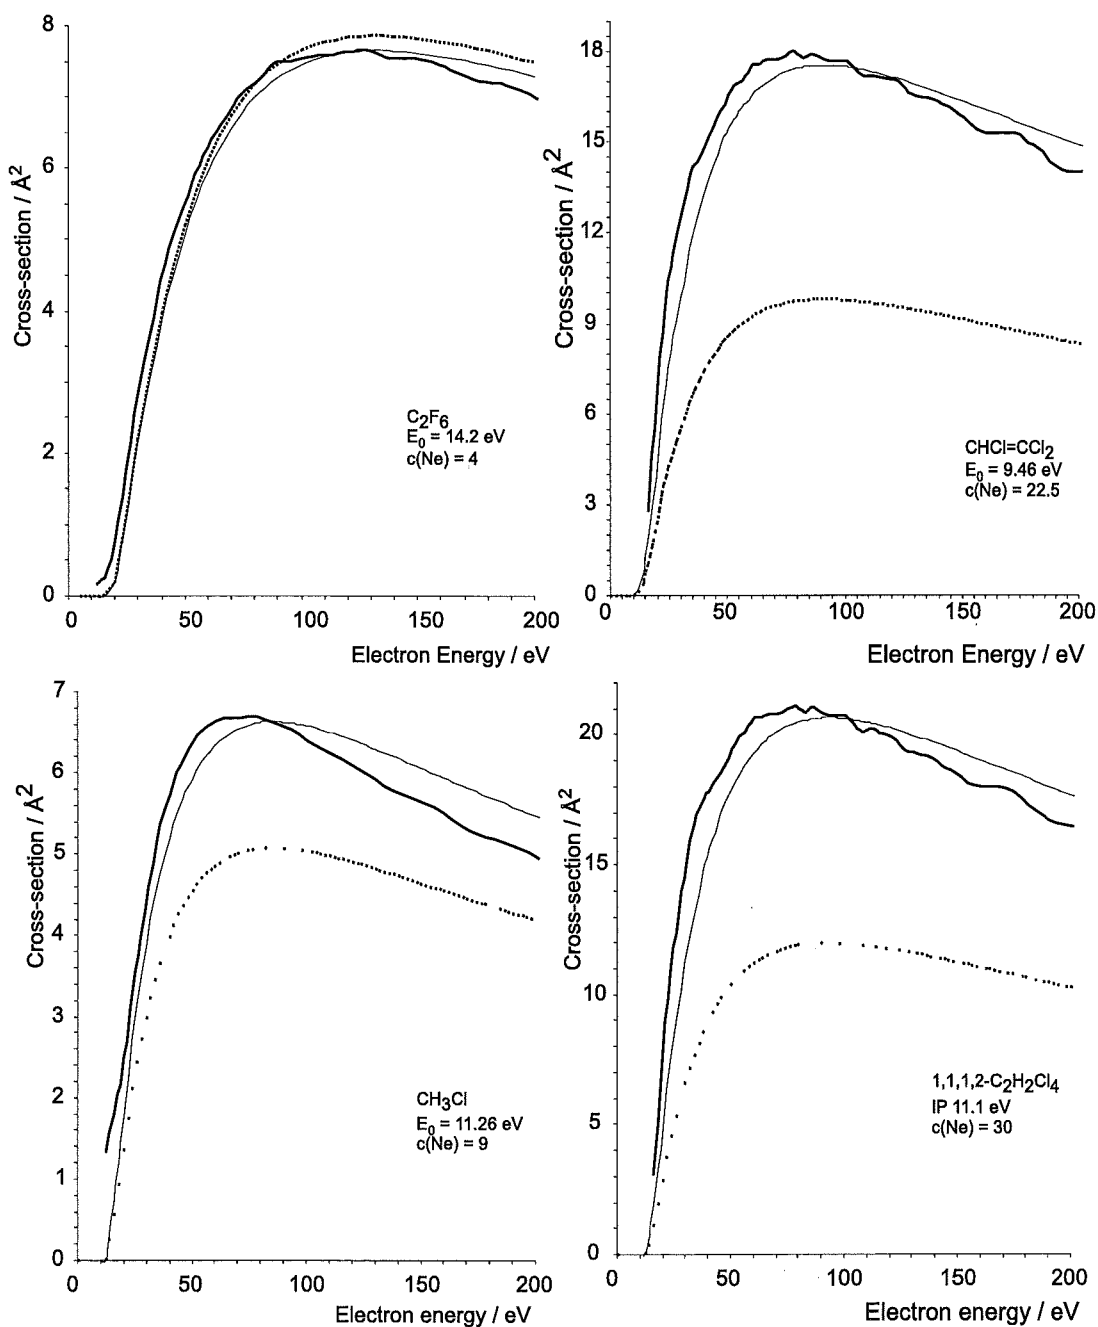 8
6
4
2
0
Cross-section / Å²
C₂F₆
E₀ = 14.2 eV
c(Ne) = 4
0 50 100 150 200
Electron Energy / eV
18
15
12
9
6
3
0
Cross-section / Å²
CHCl=CCl₂
E₀ = 9.46 eV
c(Ne) = 22.5
0 50 100 150 200
Electron Energy / eV
7
6
5
4
3
2
1
0
Cross-section / Å²
CH₃Cl
E₀ = 11.26 eV
c(Ne) = 9
0 50 100 150 200
Electron energy / eV
20
15
10
5
0
Cross-section / Å²
1,1,1,2-C₂H₂Cl₄
IP 11.1 eV
c(Ne) = 30
0 50 100 150 200
Electron energy / eV